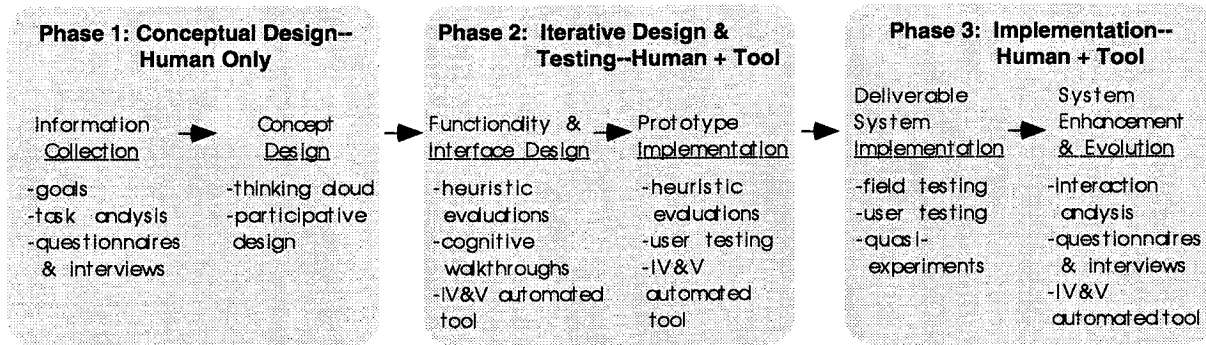 Phase 1: Conceptual Design--
Human Only
Information
Collection
-goals
-task analysis
-questionnaires
& interviews
Concept
Design
-thinking aloud
-participative
design
Phase 2: Iterative Design &
Testing--Human + Tool
Functionality &
Interface Design
-heuristic
evaluations
-cognitive
walkthroughs
-IV&V automated
tool
Prototype
Implementation
-heuristic
evaluations
-user testing
-IV&V
automated
tool
Phase 3: Implementation--
Human + Tool
Deliverable
System
Implementation
-field testing
-user testing
-quasi-
experiments
System
Enhancement
& Evolution
-interaction
analysis
-questionnaires
& interviews
-IV&V
automated tool